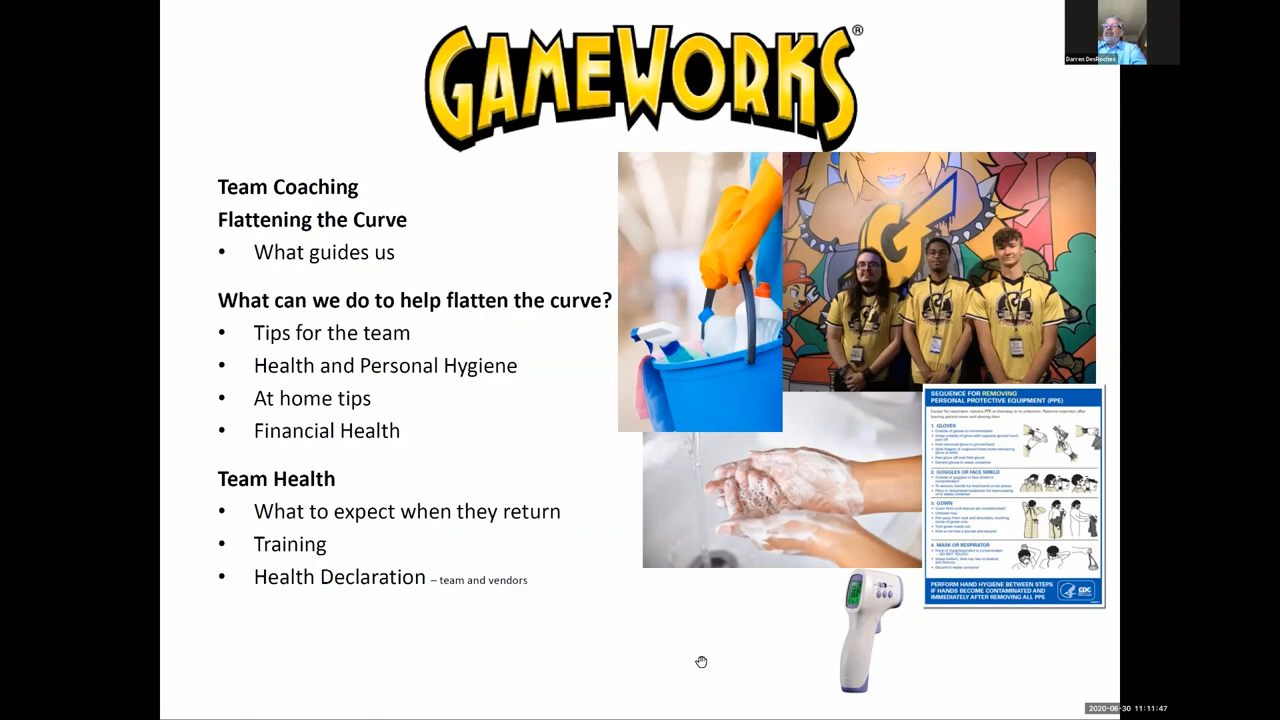 GAMEWORKS®
Darren DesRoches
Team Coaching
Flattening the Curve
• What guides us
What can we do to help flatten the curve?
• Tips for the team
• Health and Personal Hygiene
• At home tips
• Financial Health
Team Health
• What to expect when they return
• Training
• Health Declaration – team and vendors
SEQUENCE FOR REMOVING
PERSONAL PROTECTIVE EQUIPMENT (PPE)
1. GLOVES
2. GOGGLES OR FACE SHIELD
3. GOWN
4. MASK OR RESPIRATOR
PERFORM HAND HYGIENE BETWEEN STEPS
IF HANDS BECOME CONTAMINATED AND
IMMEDIATELY AFTER REMOVING ALL PPE
CDC
2020-06-30 11:11:47